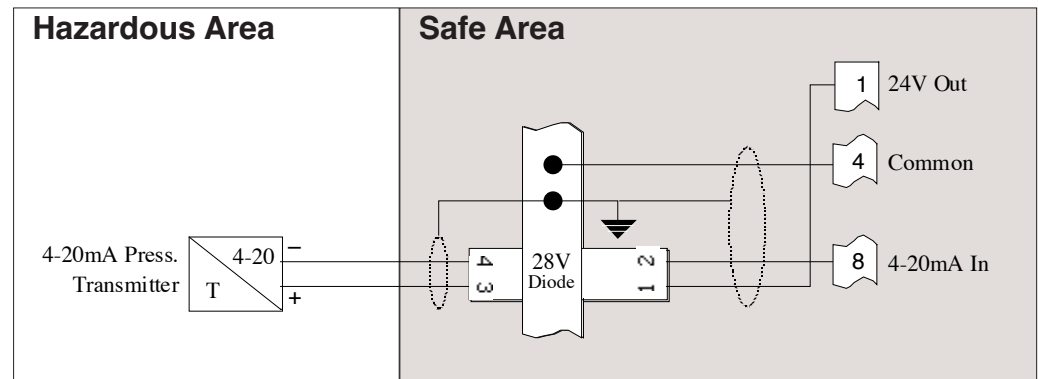 Hazardous Area
Safe Area
1 24V Out
4 Common
4-20mA Press.
Transmitter
4-20
T
−
+
4
3
28V
Diode
2
1
8 4-20mA In